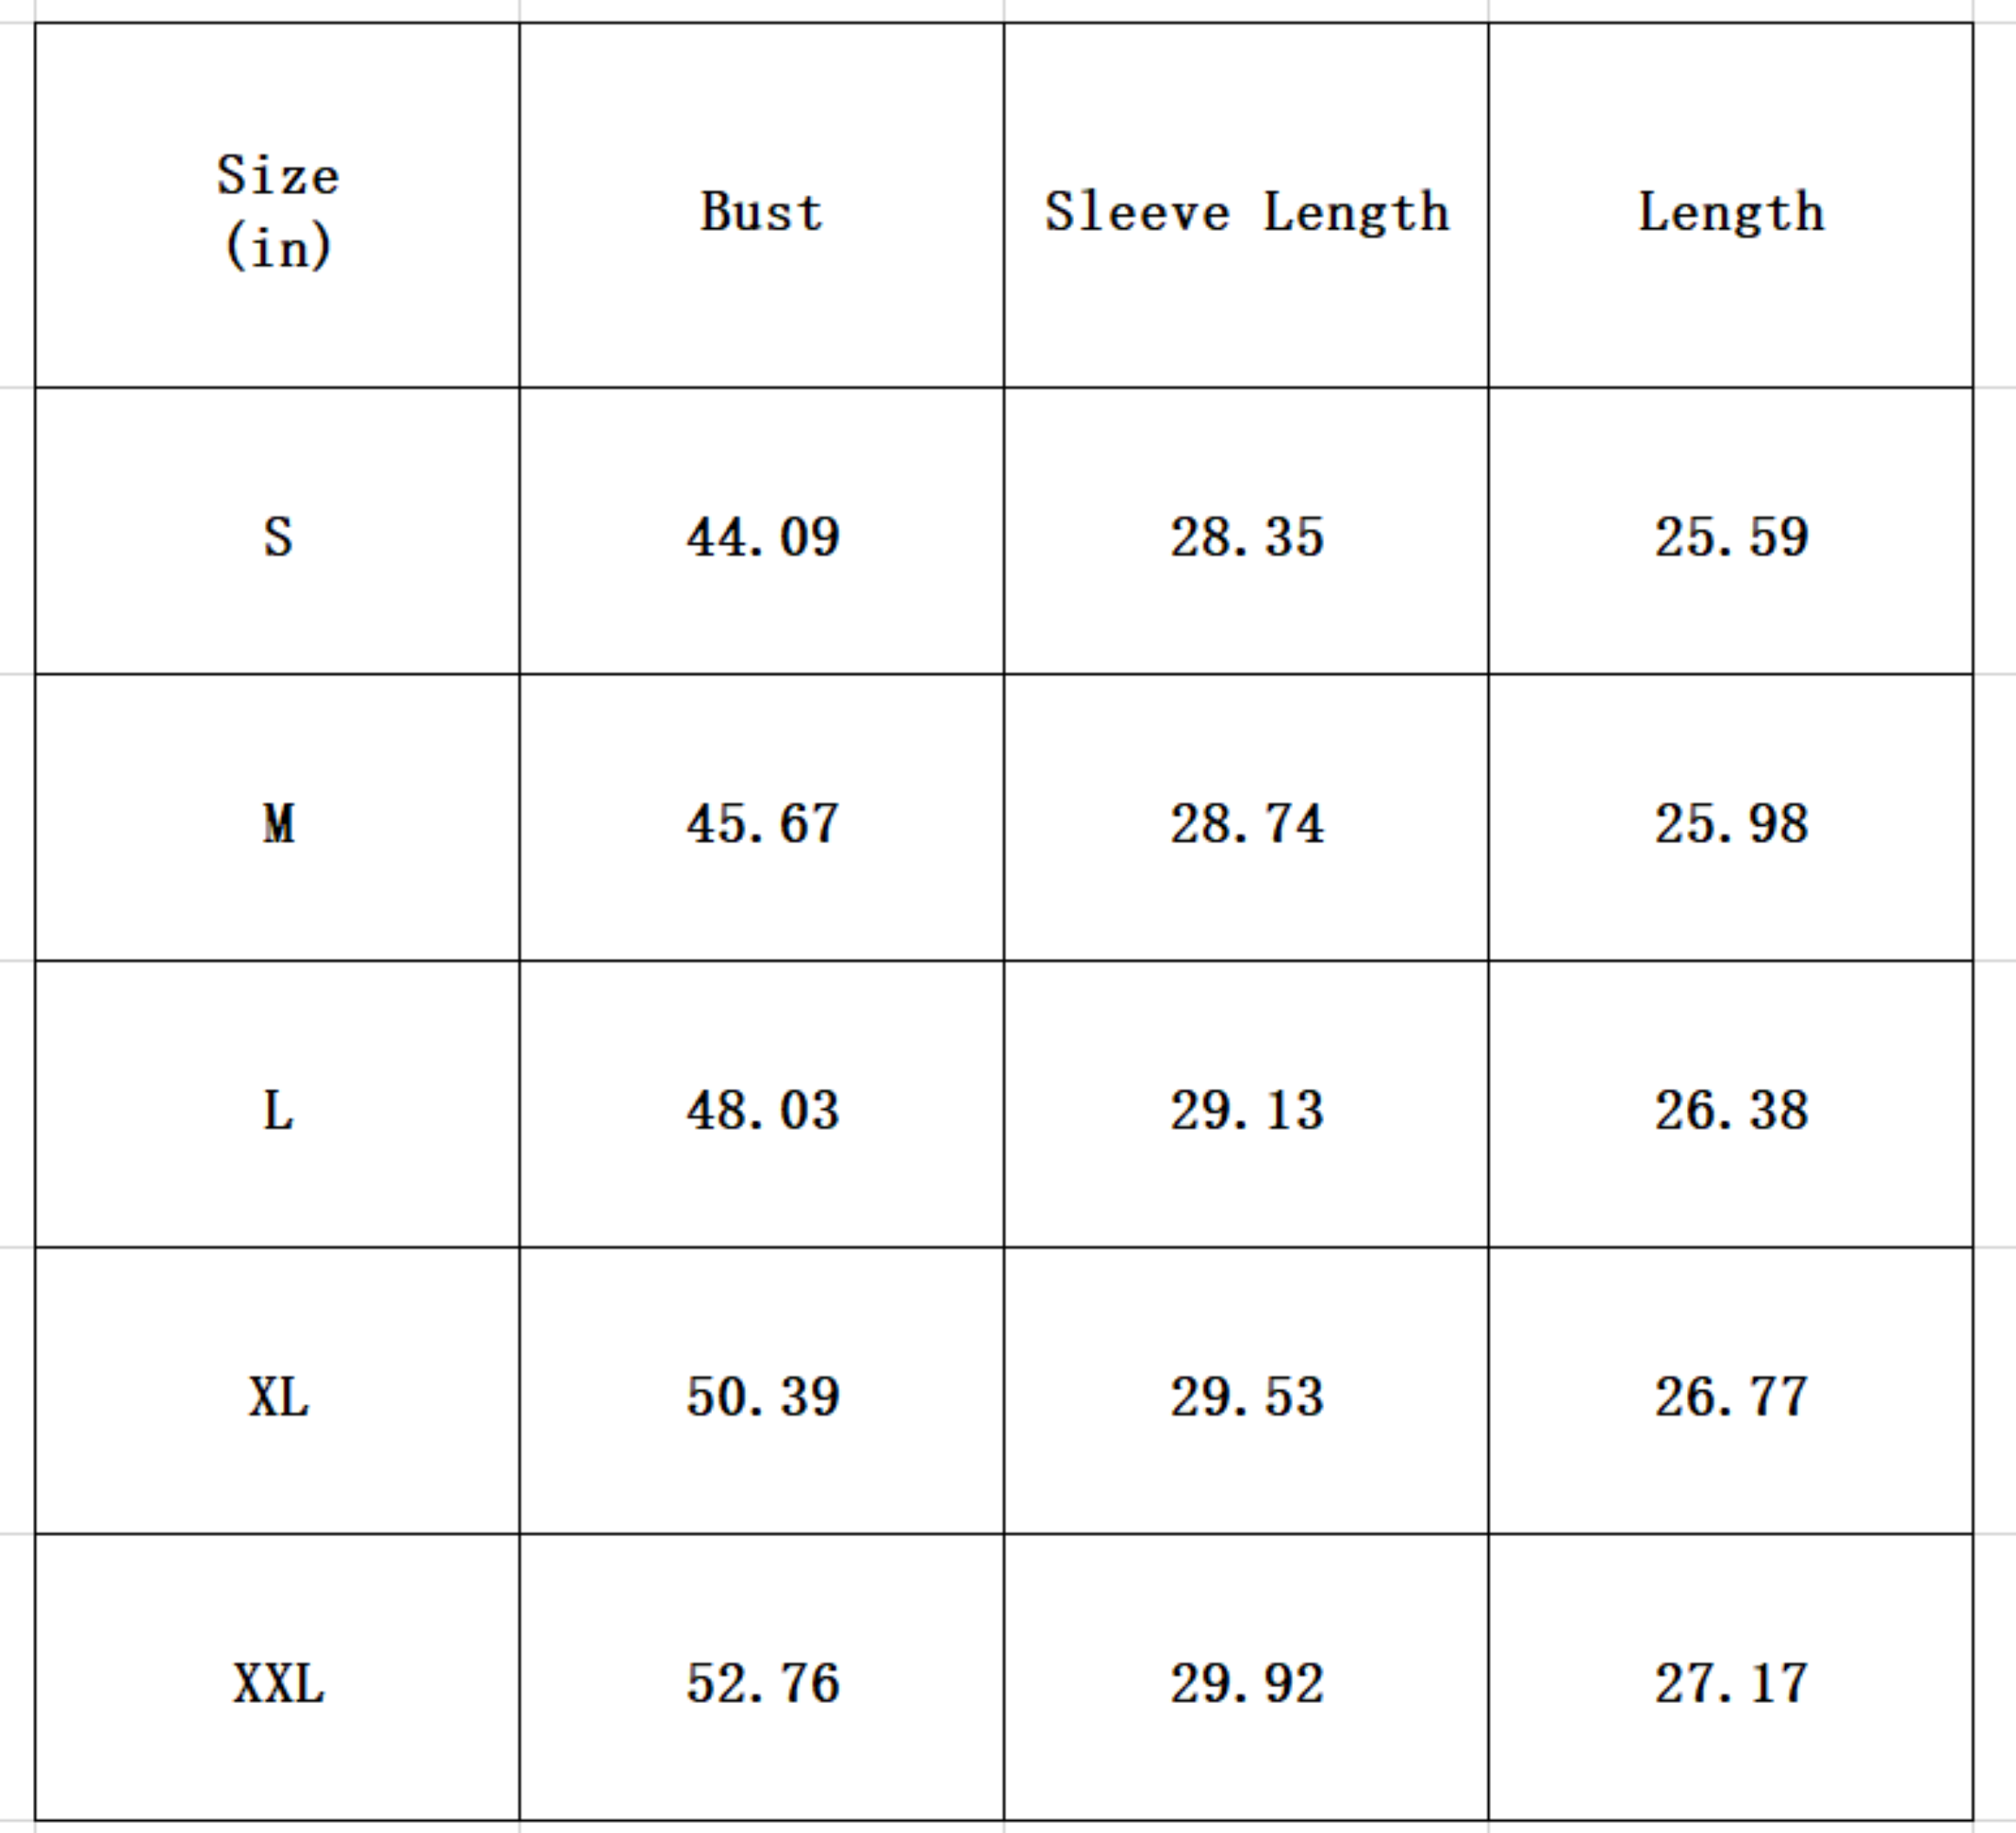 Size
(in)
Bust
Sleeve Length
Length
S
44.09
28.35
25.59
M
45.67
28.74
25.98
L
48.03
29.13
26.38
XL
50.39
29.53
26.77
XXL
52.76
29.92
27.17